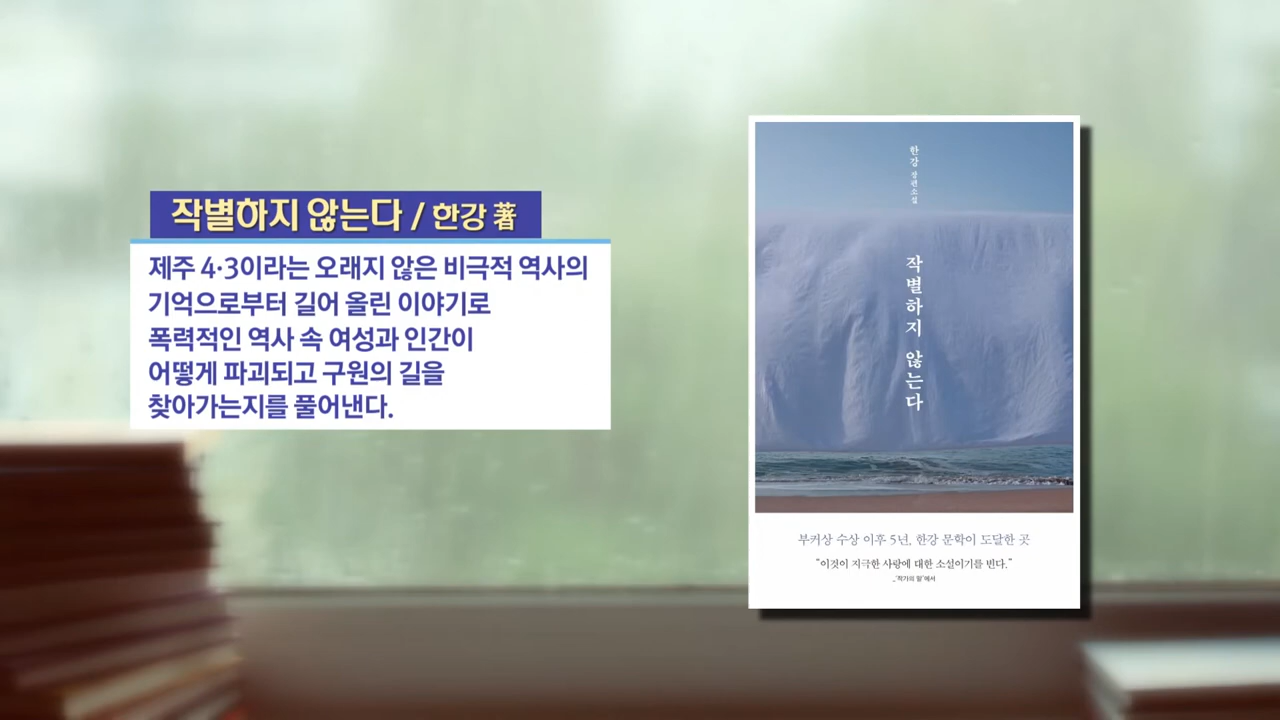 작별하지 않는다 / 한강 著
제주 4·3이라는 오래지 않은 비극적 역사의
기억으로부터 길어 올린 이야기로
폭력적인 역사 속 여성과 인간이
어떻게 파괴되고 구원의 길을
찾아가는지를 풀어낸다.
한강 장편소설
작별하지 않는다
부커상 수상 이후 5년, 한강 문학이 도달한 곳
“이것이 지극한 사랑에 대한 소설이기를 빈다.”
_‘작가의 말’에서